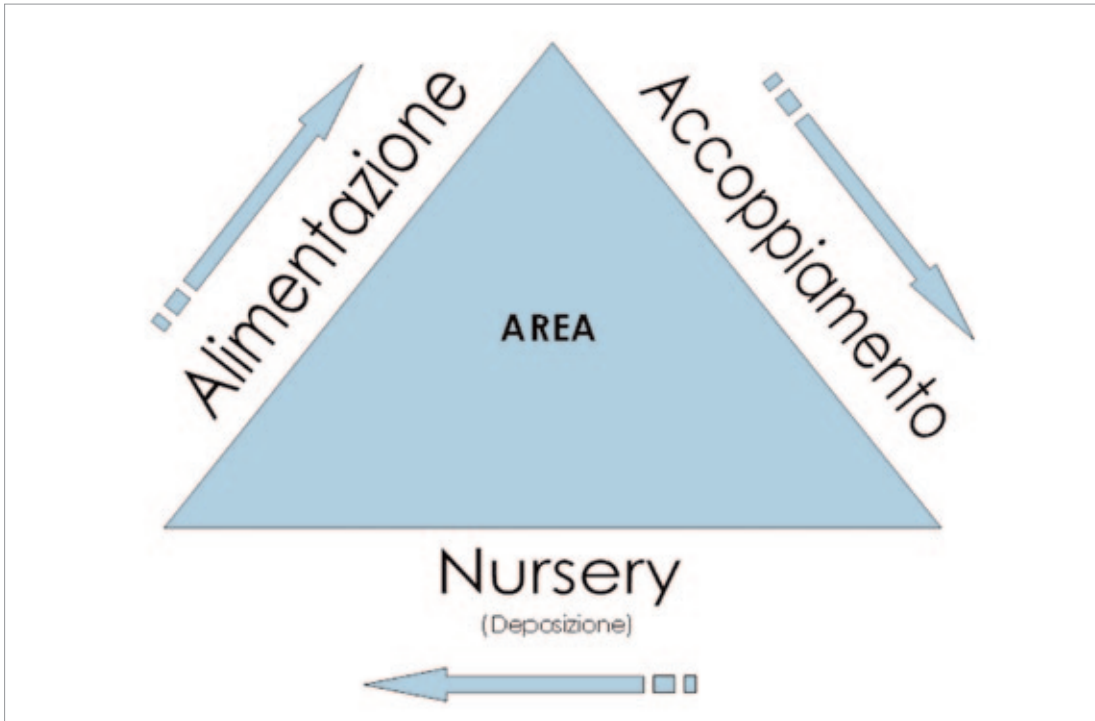 Alimentazione
Accoppiamento
AREA
Nursery
(Deposizione)